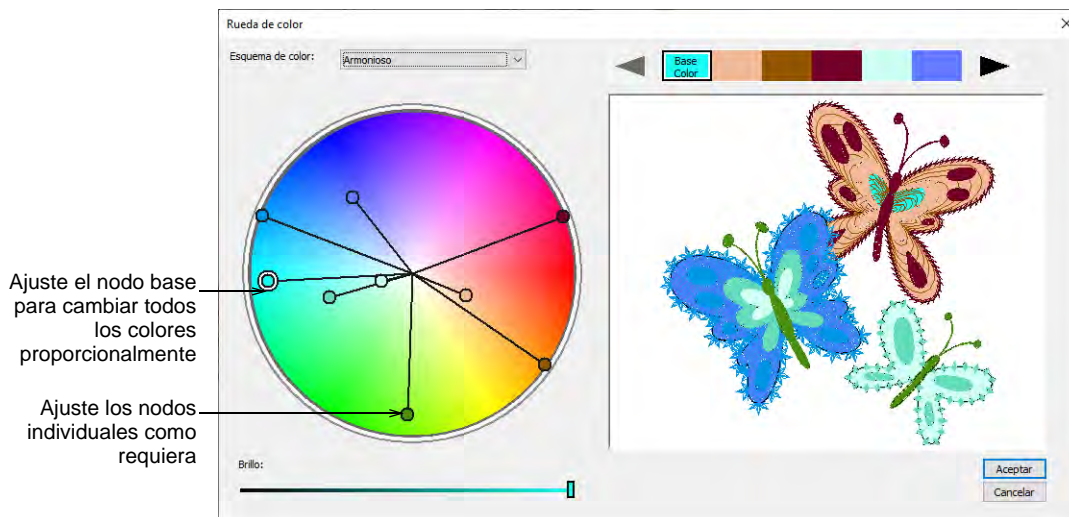 Rueda de color
Esquema de color:
Armonioso
Base
Color
Ajuste el nodo base
para cambiar todos
los colores
proporcionalmente
Ajuste los nodos
individuales como
requiera
Brillo:
Aceptar
Cancelar